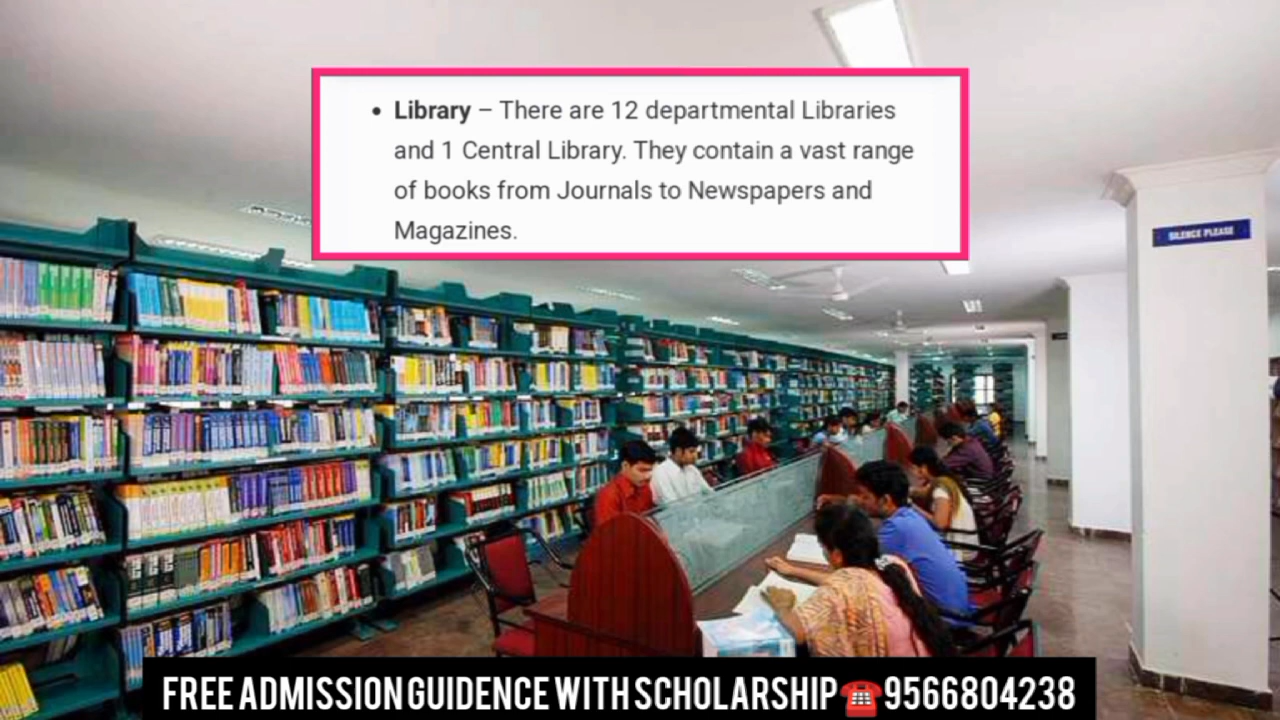 • Library – There are 12 departmental Libraries
and 1 Central Library. They contain a vast range
of books from Journals to Newspapers and
Magazines.
SILENCE PLEASE
FREE ADMISSION GUIDENCE WITH SCHOLARSHIP☎️9566804238